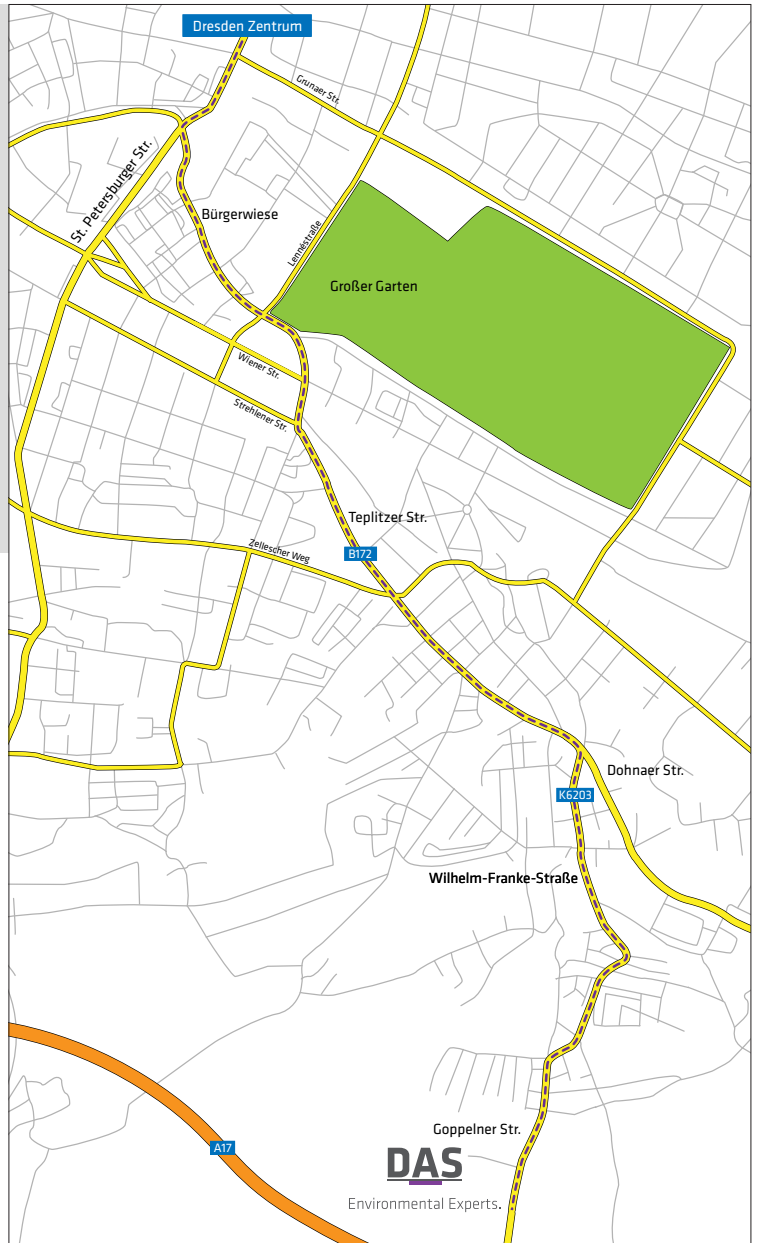 Dresden Zentrum
Grunaer Str.
St. Petersburger Str.
Bürgerwiese
Lennéstraße
Großer Garten
Wiener Str.
Strehlener Str.
Teplitzer Str.
Zellescher Weg
B172
Dohnaer Str.
K6203
Wilhelm-Franke-Straße
Goppelner Str.
A17
DAS
Environmental Experts.